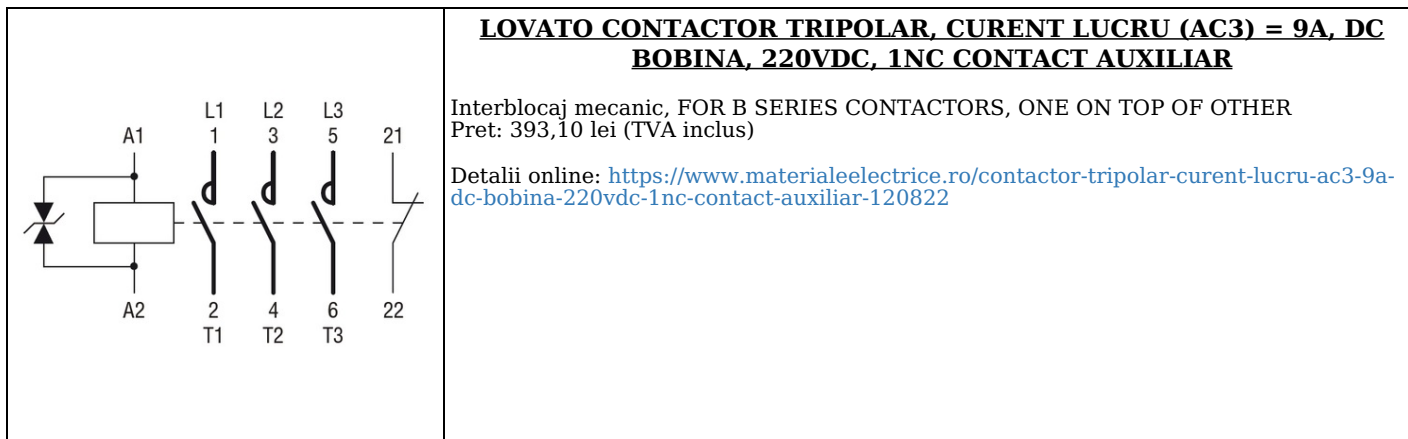 L1 L2 L3
A1 1 3 5 21
A2 2 4 6 22
T1 T2 T3
LOVATO CONTACTOR TRIPOLAR, CURENT LUCRU (AC3) = 9A, DC
BOBINA, 220VDC, 1NC CONTACT AUXILIAR
Interblocaj mecanic, FOR B SERIES CONTACTORS, ONE ON TOP OF OTHER
Pret: 393,10 lei (TVA inclus)
Detalii online: https://www.materialeelectrice.ro/contactor-tripolar-curent-lucru-ac3-9a-
dc-bobina-220vdc-1nc-contact-auxiliar-120822